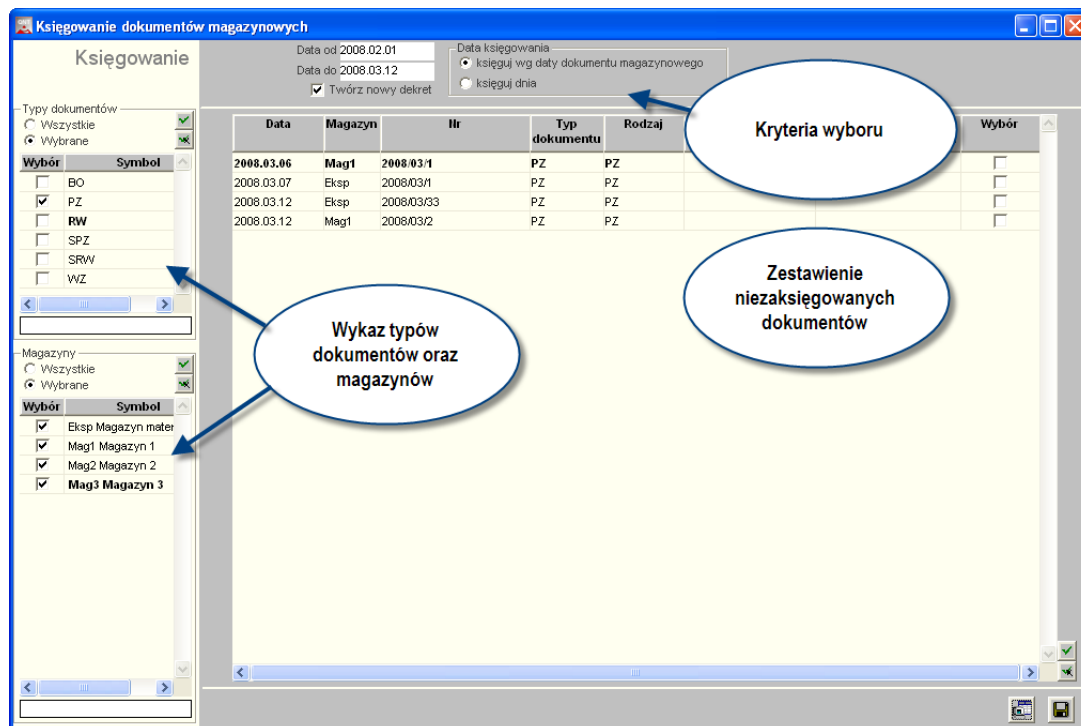 Księgowanie dokumentów magazynowych
Księgowanie
Data od 2008.02.01
Data do 2008.03.12
Twórz nowy dekret
Data księgowania
księguj wg daty dokumentu magazynowego
księguj dnia
Kryteria wyboru
Typy dokumentów
Wszystkie
Wybrane
Wybór Symbol
BO
PZ
RW
SPZ
SRW
WZ
Magazyny
Wszystkie
Wybrane
Wybór Symbol
Eksp Magazyn mater
Mag1 Magazyn 1
Mag2 Magazyn 2
Mag3 Magazyn 3
Data Magazyn Nr Typ dokumentu Rodzaj Wybór
2008.03.06 Mag1 2008/03/1 PZ PZ
2008.03.07 Eksp 2008/03/1 PZ PZ
2008.03.12 Eksp 2008/03/33 PZ PZ
2008.03.12 Mag1 2008/03/2 PZ PZ
Zestawienie
niezaksięgowanych
dokumentów
Wykaz typów
dokumentów oraz
magazynów